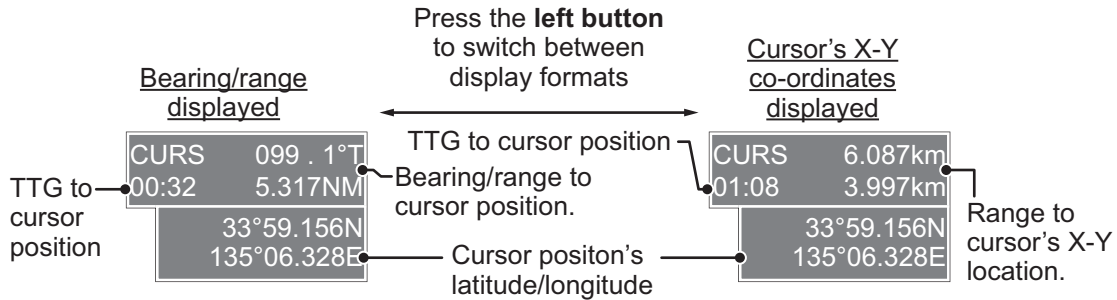 Press the left button
to switch between
display formats
Bearing/range
displayed
Cursor’s X-Y
co-ordinates
displayed
CURS 099 . 1°T
00:32 5.317NM
33°59.156N
135°06.328E
TTG to
cursor
position
TTG to cursor position
Bearing/range to
cursor position.
Cursor positon’s
latitude/longitude
CURS 6.087km
01:08 3.997km
33°59.156N
135°06.328E
Range to
cursor’s X-Y
location.